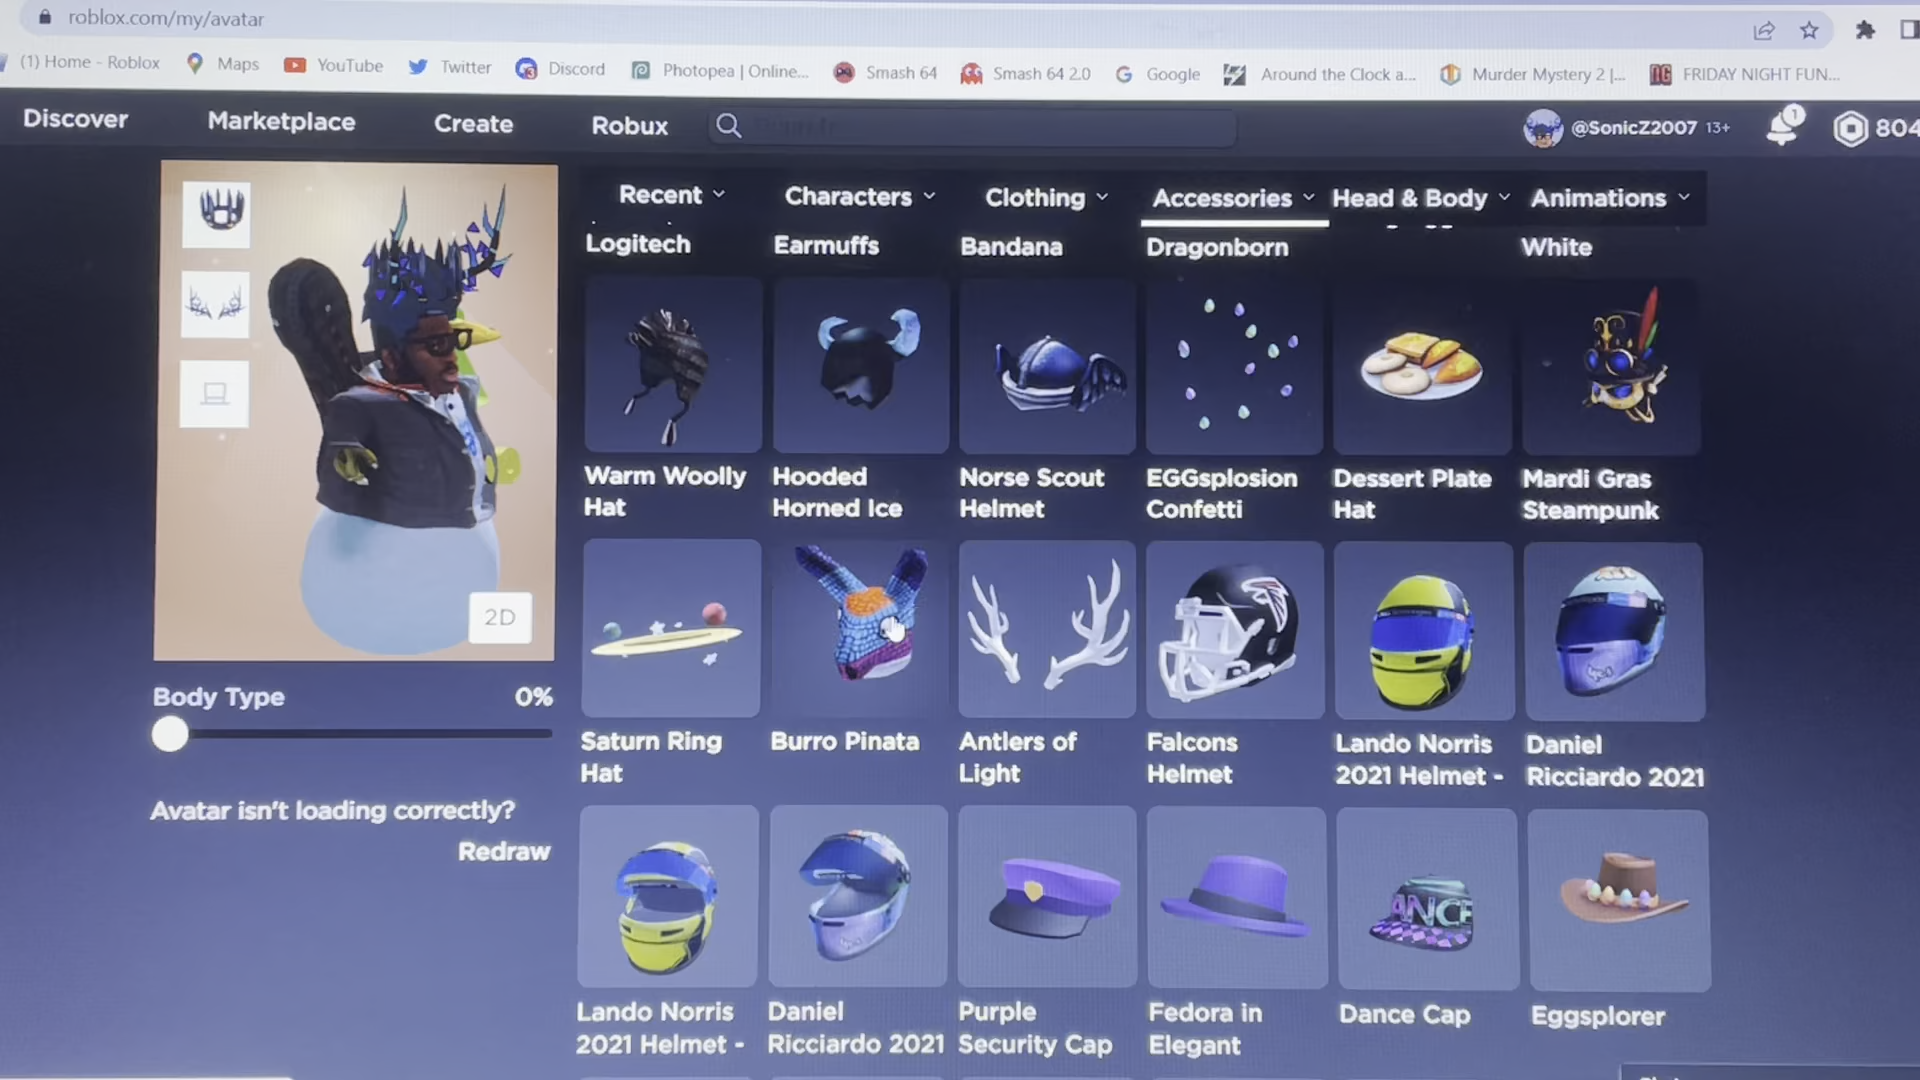 roblox.com/my/avatar
(1) Home - Roblox Maps YouTube Twitter Discord Photopea | Online... Smash 64 Smash 64 2.0 Google Around the Clock a... Murder Mystery 2 |... FRIDAY NIGHT FUN...
Discover Marketplace Create Robux @SonicZ2007 13+ 1 804
Recent Characters Clothing Accessories Head & Body Animations
Logitech Earmuffs Bandana Dragonborn White
Warm Woolly Hooded Norse Scout EGGsplosion Dessert Plate Mardi Gras
Hat Horned Ice Helmet Confetti Hat Steampunk
2D
Body Type 0%
Saturn Ring Burro Pinata Antlers of Falcons Lando Norris Daniel
Hat Light Helmet 2021 Helmet - Ricciardo 2021
Avatar isn't loading correctly?
Redraw
ANCE
Lando Norris Daniel Purple Fedora in Dance Cap Eggsplorer
2021 Helmet - Ricciardo 2021 Security Cap Elegant